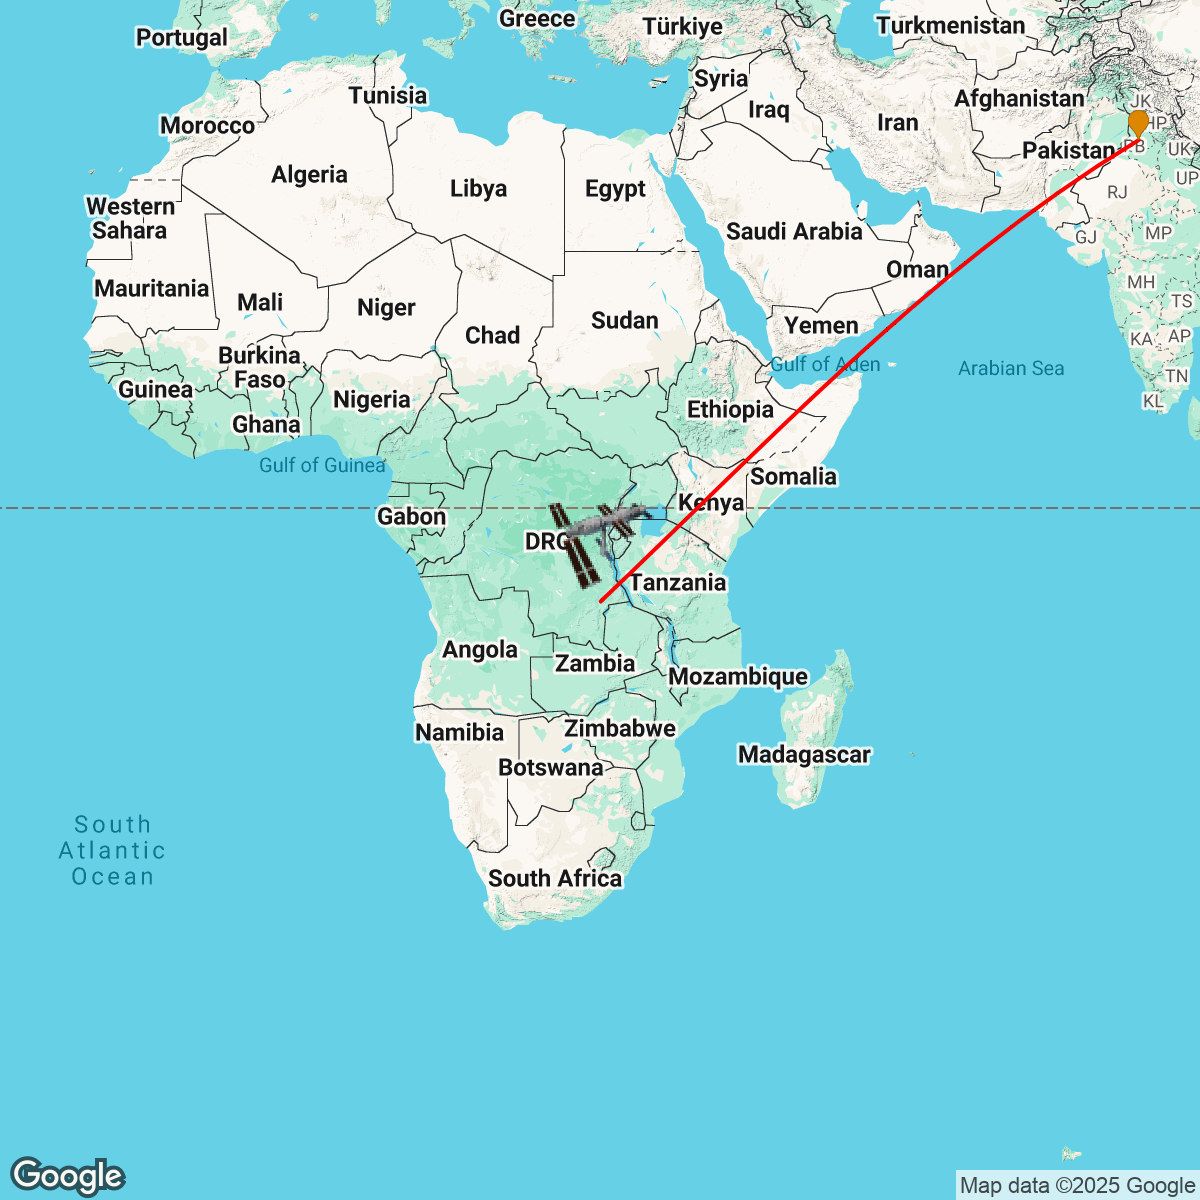 Portugal
Greece
Türkiye
Turkmenistan
Tunisia
Syria
Iraq
Iran
Afghanistan
JK
HP
Morocco
Pakistan
PB
UK
Algeria
Libya
Egypt
UP
RJ
Western
Sahara
Saudi Arabia
GJ
MP
Oman
Mauritania
Mali
Niger
MH
TS
Chad
Sudan
Yemen
KA
AP
Burkina
Faso
Gulf of Aden
Arabian Sea
TN
Guinea
Nigeria
Ethiopia
KL
Ghana
Gulf of Guinea
Somalia
Gabon
Kenya
DRC
Tanzania
Angola
Zambia
Mozambique
Namibia
Zimbabwe
Botswana
Madagascar
South
Atlantic
Ocean
South Africa
Google
Map data ©2025 Google